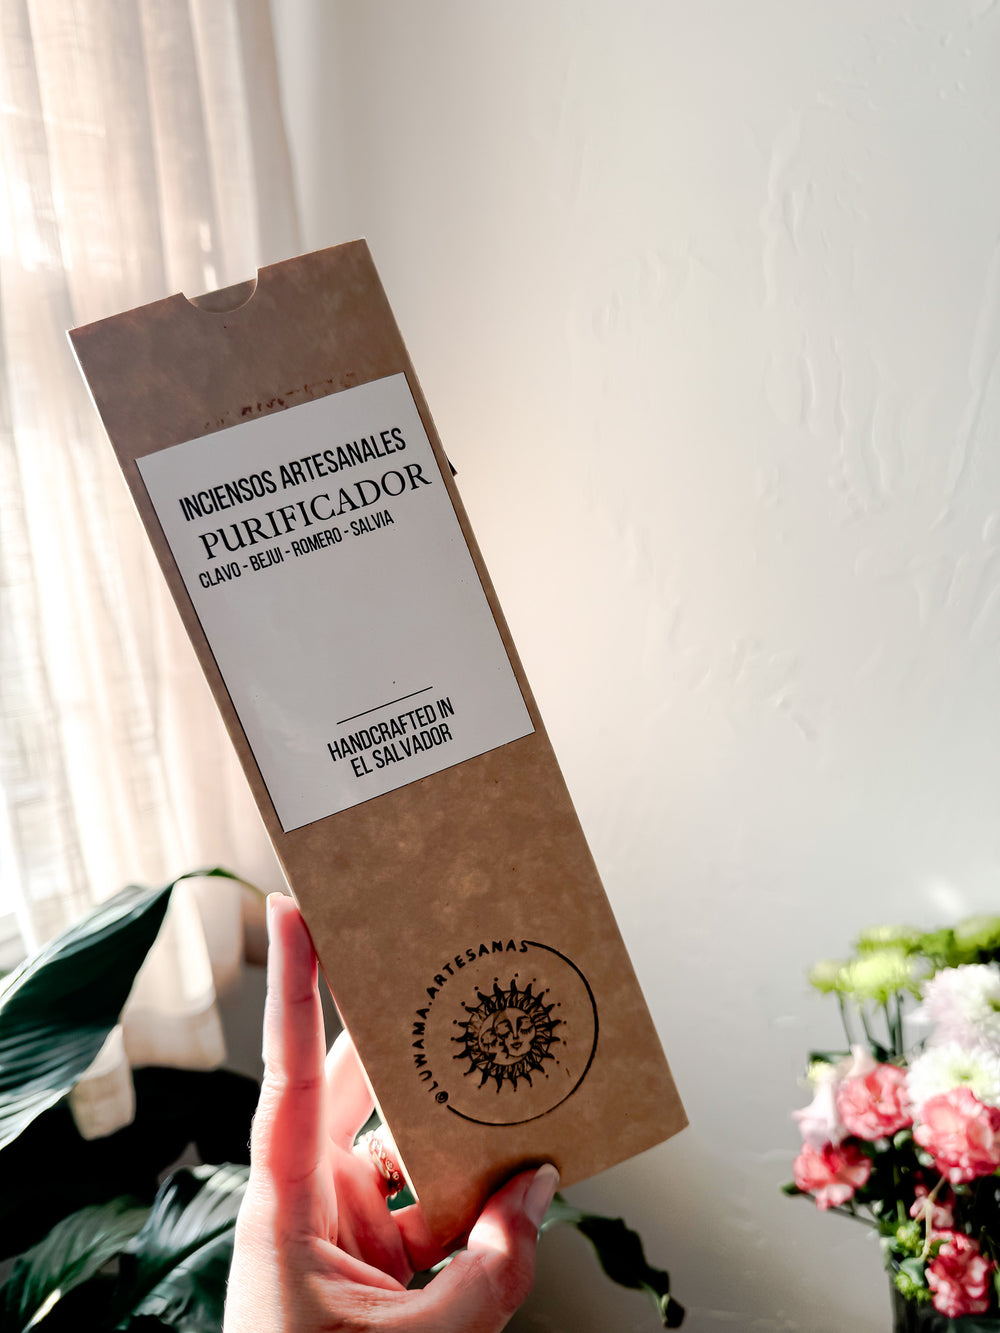 INCIENSOS ARTESANALES
PURIFICADOR
CLAVO - BEJUI - ROMERO - SALVIA
HANDCRAFTED IN
EL SALVADOR
@LUWAMA.ARTESANAS